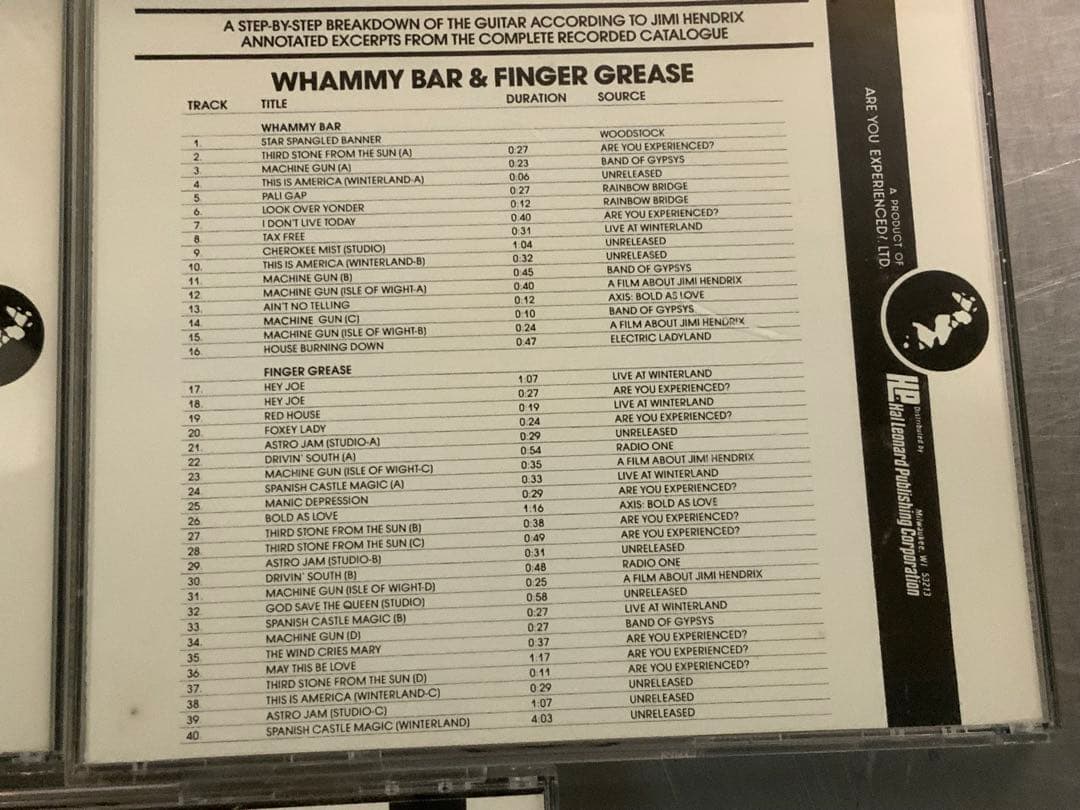 A STEP-BY-STEP BREAKDOWN OF THE GUITAR ACCORDING TO JIMI HENDRIX
ANNOTATED EXCERPTS FROM THE COMPLETE RECORDED CATALOGUE
WHAMMY BAR & FINGER GREASE
TRACK TITLE DURATION SOURCE
WHAMMY BAR
1. STAR SPANGLED BANNER WOODSTOCK
2. THIRD STONE FROM THE SUN (A) 0:27 ARE YOU EXPERIENCED?
3. MACHINE GUN (A) 0:23 BAND OF GYPSYS
4. THIS IS AMERICA (WINTERLAND-A) 0:06 UNRELEASED
5. PALI GAP 0:27 RAINBOW BRIDGE
6. LOOK OVER YONDER 0:12 RAINBOW BRIDGE
7. I DON'T LIVE TODAY 0:40 ARE YOU EXPERIENCED?
8. TAX FREE 0:31 LIVE AT WINTERLAND
9. CHEROKEE MIST (STUDIO) 1:04 UNRELEASED
10. THIS IS AMERICA (WINTERLAND-B) 0:32 UNRELEASED
11. MACHINE GUN (B) 0:45 BAND OF GYPSYS
12. MACHINE GUN (ISLE OF WIGHT-A) 0:40 A FILM ABOUT JIMI HENDRIX
13. AIN'T NO TELLING 0:12 AXIS: BOLD AS LOVE
14. MACHINE GUN (C) 0:10 BAND OF GYPSYS
15. MACHINE GUN (ISLE OF WIGHT-B) 0:24 A FILM ABOUT JIMI HENDRIX
16. HOUSE BURNING DOWN 0:47 ELECTRIC LADYLAND
FINGER GREASE
17. HEY JOE 1:07 LIVE AT WINTERLAND
18. HEY JOE 0:27 ARE YOU EXPERIENCED?
19. RED HOUSE 0:19 LIVE AT WINTERLAND
20. FOXEY LADY 0:24 ARE YOU EXPERIENCED?
21. ASTRO JAM (STUDIO-A) 0:29 UNRELEASED
22. DRIVIN' SOUTH (A) 0:54 RADIO ONE
23. MACHINE GUN (ISLE OF WIGHT-C) 0:35 A FILM ABOUT JIMI HENDRIX
24. SPANISH CASTLE MAGIC (A) 0:33 LIVE AT WINTERLAND
25. MANIC DEPRESSION 0:29 ARE YOU EXPERIENCED?
26. BOLD AS LOVE 1:16 AXIS: BOLD AS LOVE
27. THIRD STONE FROM THE SUN (B) 0:38 ARE YOU EXPERIENCED?
28. THIRD STONE FROM THE SUN (C) 0:49 ARE YOU EXPERIENCED?
29. ASTRO JAM (STUDIO-B) 0:31 UNRELEASED
30. DRIVIN' SOUTH (B) 0:48 RADIO ONE
31. MACHINE GUN (ISLE OF WIGHT-D) 0:25 A FILM ABOUT JIMI HENDRIX
32. GOD SAVE THE QUEEN (STUDIO) 0:58 UNRELEASED
33. SPANISH CASTLE MAGIC (B) 0:27 LIVE AT WINTERLAND
34. MACHINE GUN (D) 0:27 BAND OF GYPSYS
35. THE WIND CRIES MARY 0:37 ARE YOU EXPERIENCED?
36. MAY THIS BE LOVE 1:17 ARE YOU EXPERIENCED?
37. THIRD STONE FROM THE SUN (D) 0:11 ARE YOU EXPERIENCED?
38. THIS IS AMERICA (WINTERLAND-C) 0:29 UNRELEASED
39. ASTRO JAM (STUDIO-C) 1:07 UNRELEASED
40. SPANISH CASTLE MAGIC (WINTERLAND) 4:03 UNRELEASED
A PRODUCT OF
ARE YOU EXPERIENCED? LTD.
Distributed by
HL Hal Leonard Publishing Corporation
Milwaukee, WI 53213